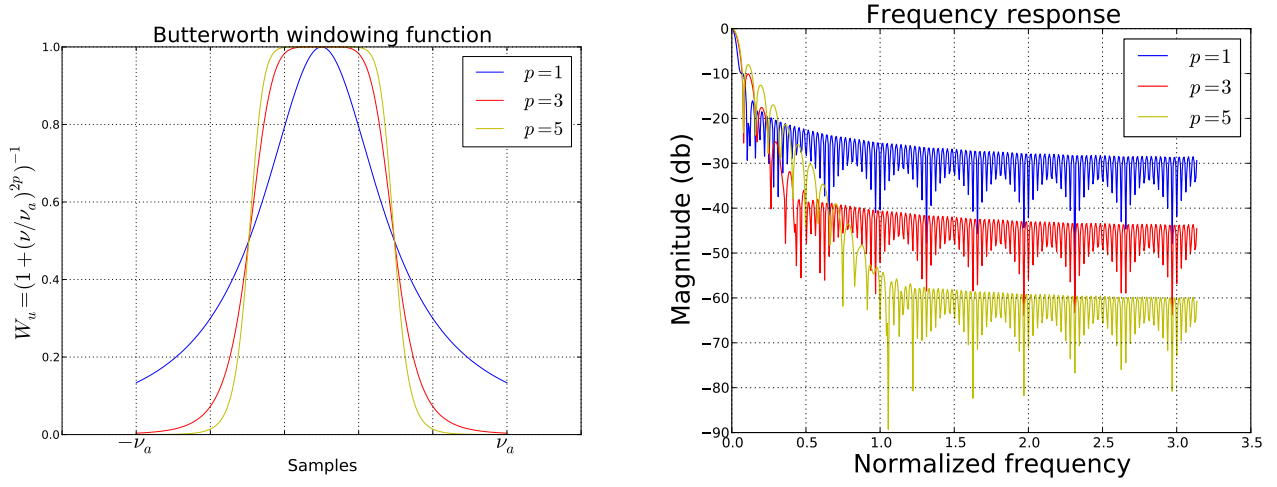 Butterworth windowing function
W_u = (1 + (ν/ν_a)^{2p})^{-1}
1.0
0.8
0.6
0.4
0.2
0.0
p = 1
p = 3
p = 5
−ν_a
ν_a
Samples
Frequency response
Magnitude (db)
0
−10
−20
−30
−40
−50
−60
−70
−80
−90
p = 1
p = 3
p = 5
0.0 0.5 1.0 1.5 2.0 2.5 3.0 3.5
Normalized frequency